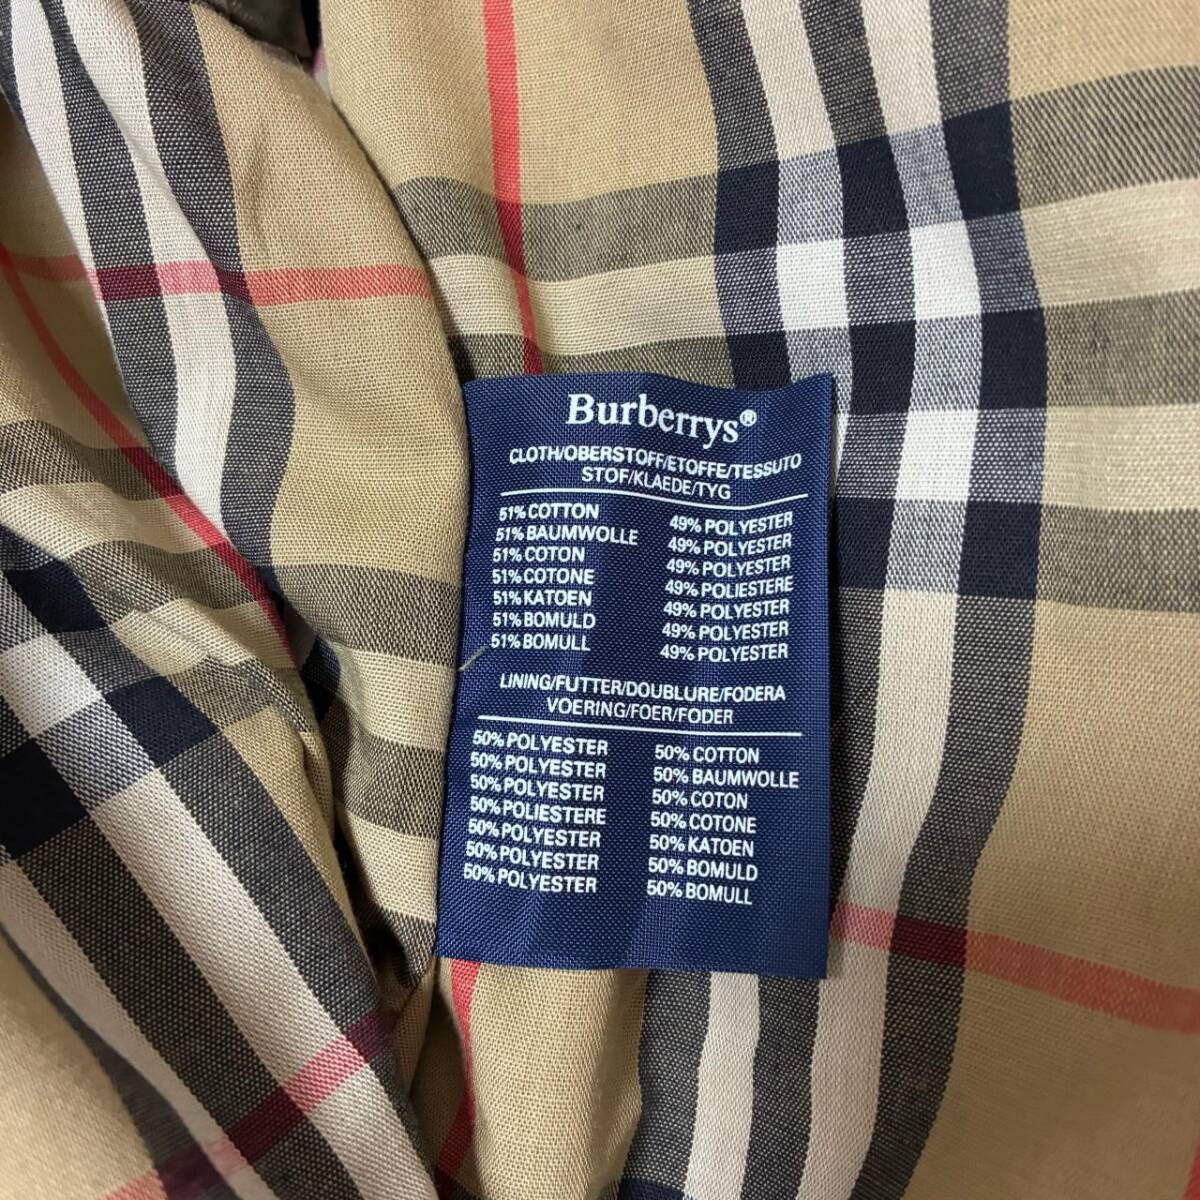 Burberrys®
CLOTH/OBERSTOFF/ETOFFE/TESSUTO
STOF/KLAEDE/TYG
51% COTTON 49% POLYESTER
51% BAUMWOLLE 49% POLYESTER
51% COTON 49% POLYESTER
51% COTONE 49% POLIESTERE
51% KATOEN 49% POLYESTER
51% BOMULD 49% POLYESTER
51% BOMULL 49% POLYESTER
LINING/FUTTER/DOUBLURE/FODERA
VOERING/FOER/FODER
50% POLYESTER 50% COTTON
50% POLYESTER 50% BAUMWOLLE
50% POLYESTER 50% COTON
50% POLIESTERE 50% COTONE
50% POLYESTER 50% KATOEN
50% POLYESTER 50% BOMULD
50% POLYESTER 50% BOMULL